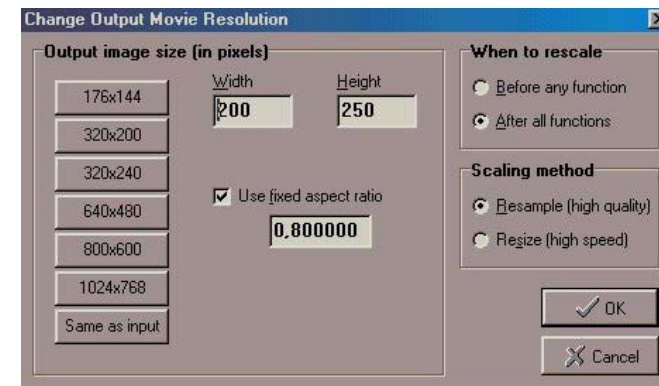 Change Output Movie Resolution
Output image size (in pixels)
176x144
320x200
320x240
640x480
800x600
1024x768
Same as input
Width
Height
200
250
Use fixed aspect ratio
0,800000
When to rescale
Before any function
After all functions
Scaling method
Resample (high quality)
Resize (high speed)
OK
Cancel